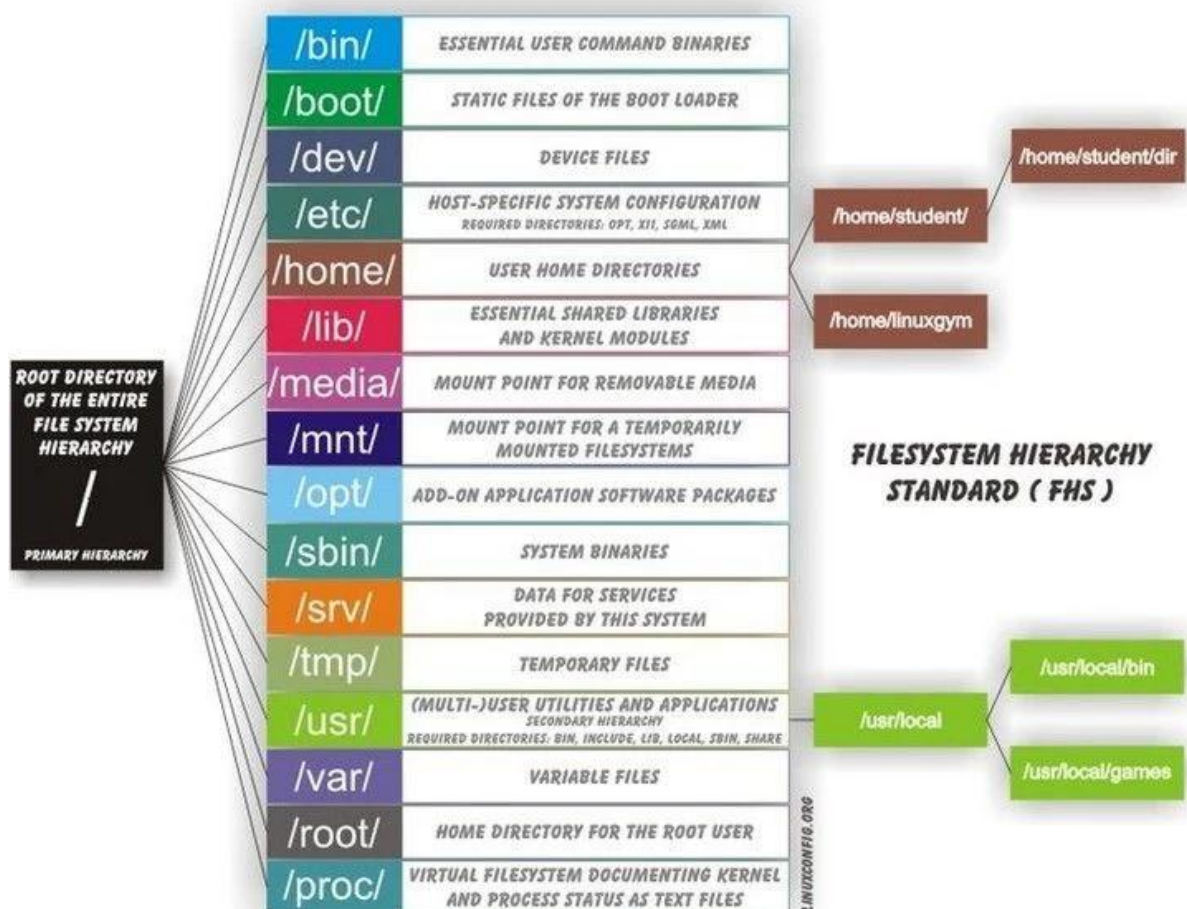 ROOT DIRECTORY
OF THE ENTIRE
FILE SYSTEM
HIERARCHY
/
PRIMARY HIERARCHY
/bin/
ESSENTIAL USER COMMAND BINARIES
/boot/
STATIC FILES OF THE BOOT LOADER
/dev/
DEVICE FILES
/etc/
HOST-SPECIFIC SYSTEM CONFIGURATION
REQUIRED DIRECTORIES: OPT, XII, SGML, XML
/home/
USER HOME DIRECTORIES
/lib/
ESSENTIAL SHARED LIBRARIES
AND KERNEL MODULES
/media/
MOUNT POINT FOR REMOVABLE MEDIA
/mnt/
MOUNT POINT FOR A TEMPORARILY
MOUNTED FILESYSTEMS
/opt/
ADD-ON APPLICATION SOFTWARE PACKAGES
/sbin/
SYSTEM BINARIES
/srv/
DATA FOR SERVICES
PROVIDED BY THIS SYSTEM
/tmp/
TEMPORARY FILES
/usr/
(MULTI-)USER UTILITIES AND APPLICATIONS
SECONDARY HIERARCHY
REQUIRED DIRECTORIES: BIN, INCLUDE, LIB, LOCAL, SBIN, SHARE
/var/
VARIABLE FILES
/root/
HOME DIRECTORY FOR THE ROOT USER
/proc/
VIRTUAL FILESYSTEM DOCUMENTING KERNEL
AND PROCESS STATUS AS TEXT FILES
/home/student/
/home/student/dir
/home/linuxgym
FILESYSTEM HIERARCHY
STANDARD ( FHS )
/usr/local
/usr/local/bin
/usr/local/games
LINUXCONFIG.ORG